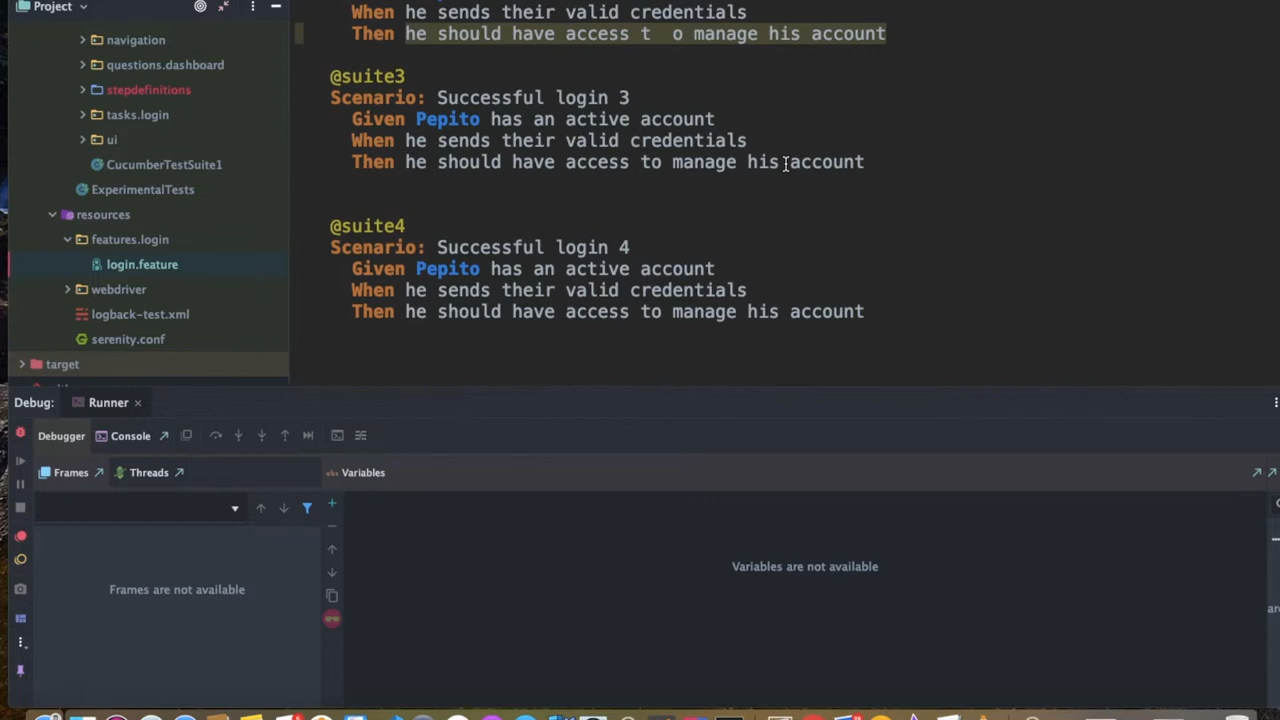 Project
navigation
questions.dashboard
stepdefinitions
tasks.login
ui
CucumberTestSuite1
ExperimentalTests
resources
features.login
login.feature
webdriver
logback-test.xml
serenity.conf
target
When he sends their valid credentials
Then he should have access t  o manage his account
@suite3
Scenario: Successful login 3
Given Pepito has an active account
When he sends their valid credentials
Then he should have access to manage his account
@suite4
Scenario: Successful login 4
Given Pepito has an active account
When he sends their valid credentials
Then he should have access to manage his account
Debug: Runner
Debugger Console
Frames Threads Variables
Frames are not available
Variables are not available